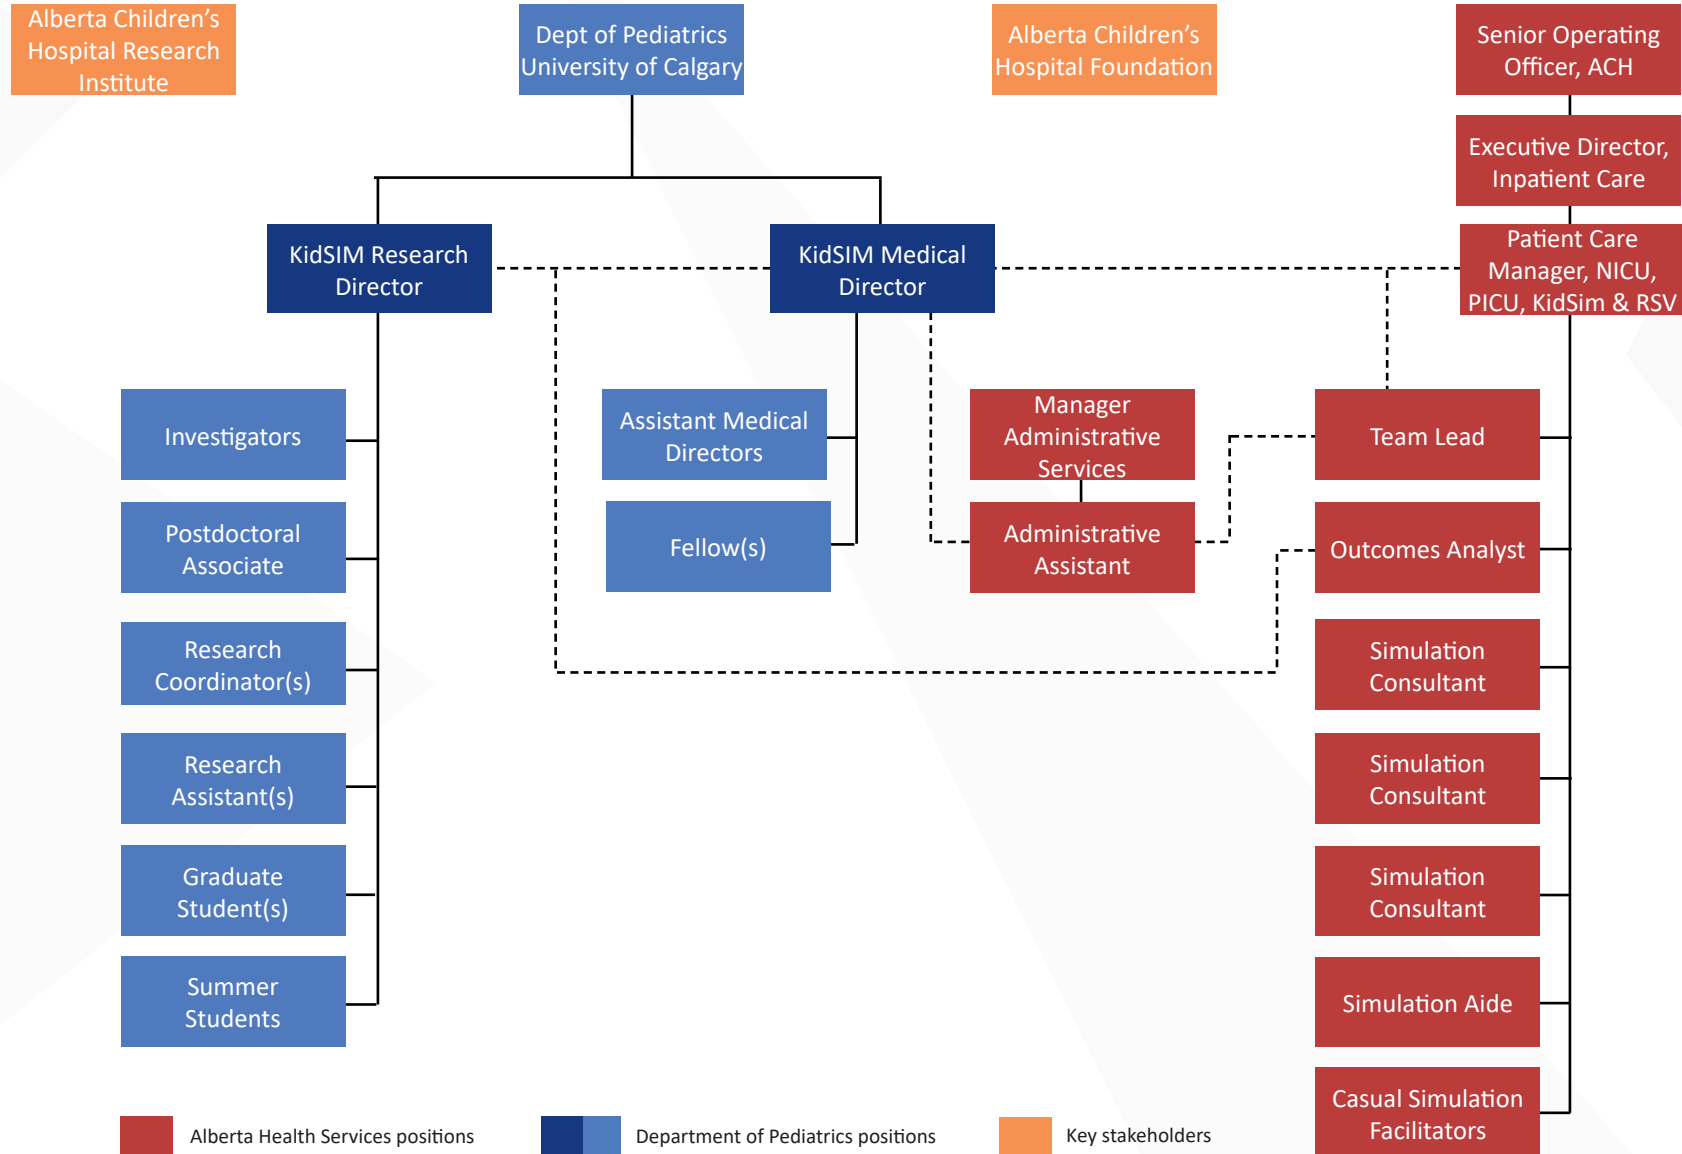 Alberta Children’s
Hospital Research
Institute
Dept of Pediatrics
University of Calgary
Alberta Children’s
Hospital Foundation
Senior Operating
Officer, ACH
Executive Director,
Inpatient Care
KidSIM Research
Director
KidSIM Medical
Director
Patient Care
Manager, NICU,
PICU, KidSim & RSV
Investigators
Assistant Medical
Directors
Manager
Administrative
Services
Team Lead
Postdoctoral
Associate
Fellow(s)
Administrative
Assistant
Outcomes Analyst
Research
Coordinator(s)
Simulation
Consultant
Research
Assistant(s)
Simulation
Consultant
Graduate
Student(s)
Simulation
Consultant
Summer
Students
Simulation Aide
Casual Simulation
Facilitators
Alberta Health Services positions
Department of Pediatrics positions
Key stakeholders